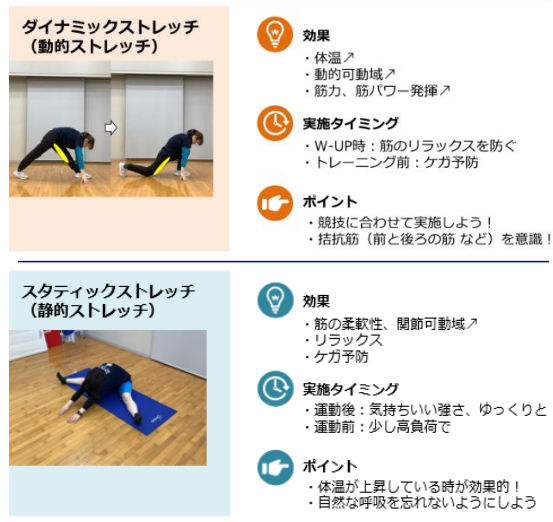 ダイナミックストレッチ
（動的ストレッチ）
効果
・体温↗
・動的可動域↗
・筋力、筋パワー発揮↗
実施タイミング
・W-UP時：筋のリラックスを防ぐ
・トレーニング前：ケガ予防
ポイント
・競技に合わせて実施しよう！
・拮抗筋（前と後ろの筋 など）を意識！
スタティックストレッチ
（静的ストレッチ）
効果
・筋の柔軟性、関節可動域↗
・リラックス
・ケガ予防
実施タイミング
・運動後：気持ちいい強さ、ゆっくりと
・運動前：少し高負荷で
ポイント
・体温が上昇している時が効果的！
・自然な呼吸を忘れないようにしよう